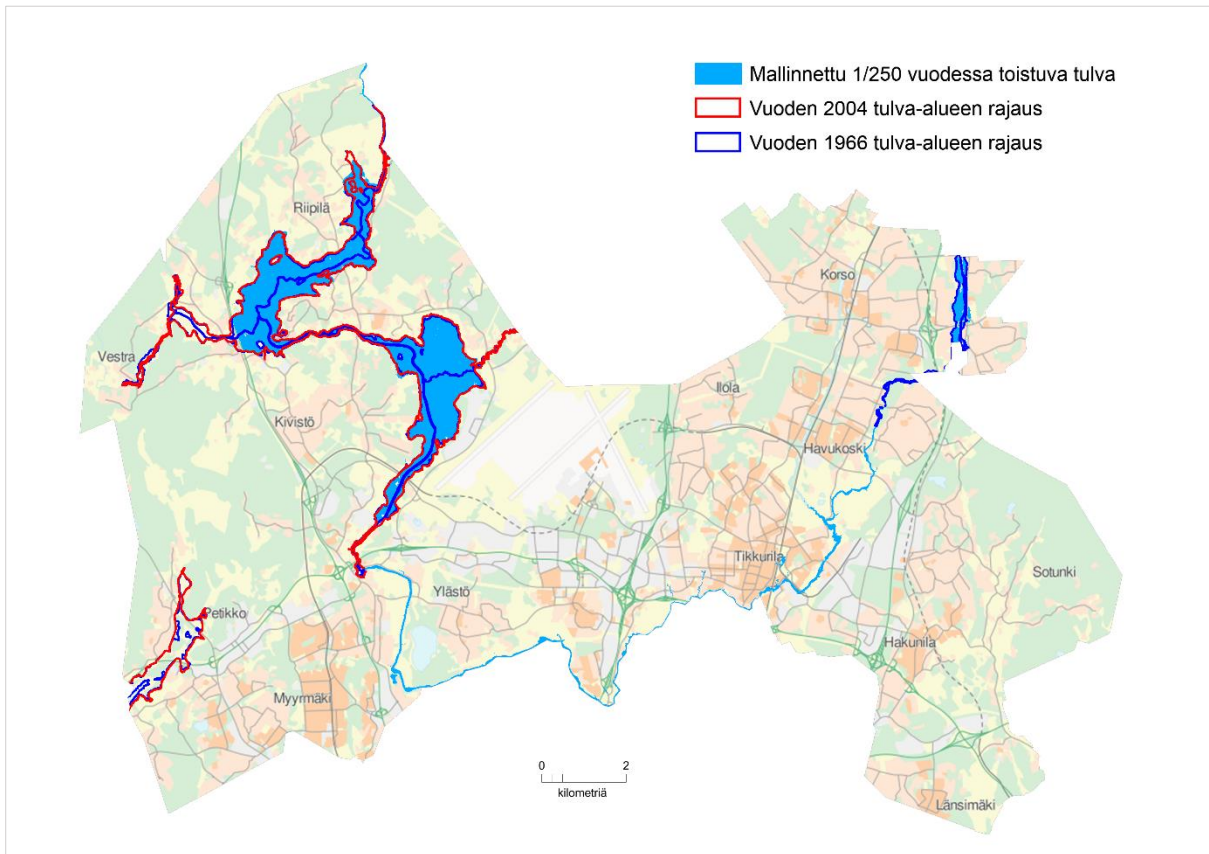 Mallinnettu 1/250 vuodessa toistuva tulva
Vuoden 2004 tulva-alueen rajaus
Vuoden 1966 tulva-alueen rajaus
Riipilä
Korso
Vestra
Ilola
Kivistö
Havukoski
Tikkurila
Sotunki
Ylästö
Petikko
Hakunila
Myyrmäki
0 2
kilometriä
Länsimäki